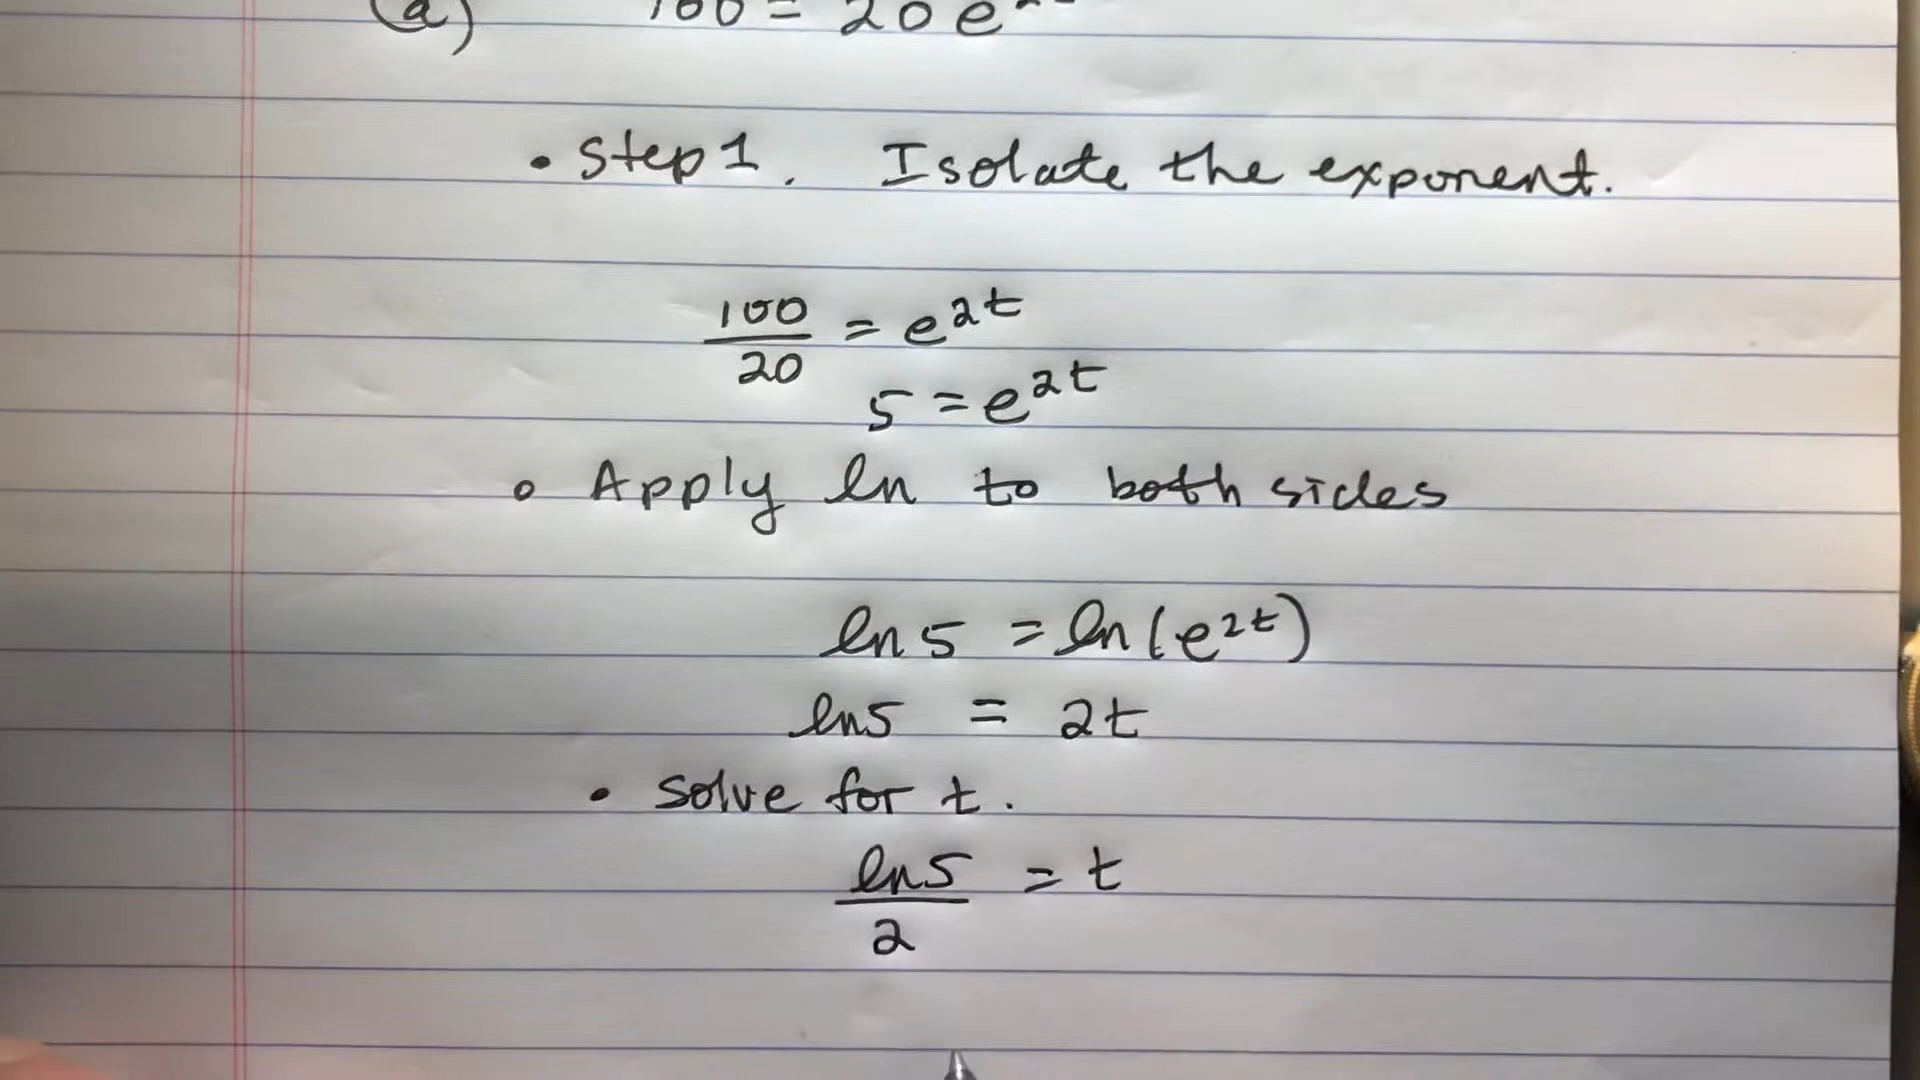 (a) 100 = 20 e
• Step 1. Isolate the exponent.
100/20 = e^2t
5 = e^2t
• Apply ln to both sides
ln 5 = ln(e^2t)
ln5 = 2t
• Solve for t.
ln5/2 = t